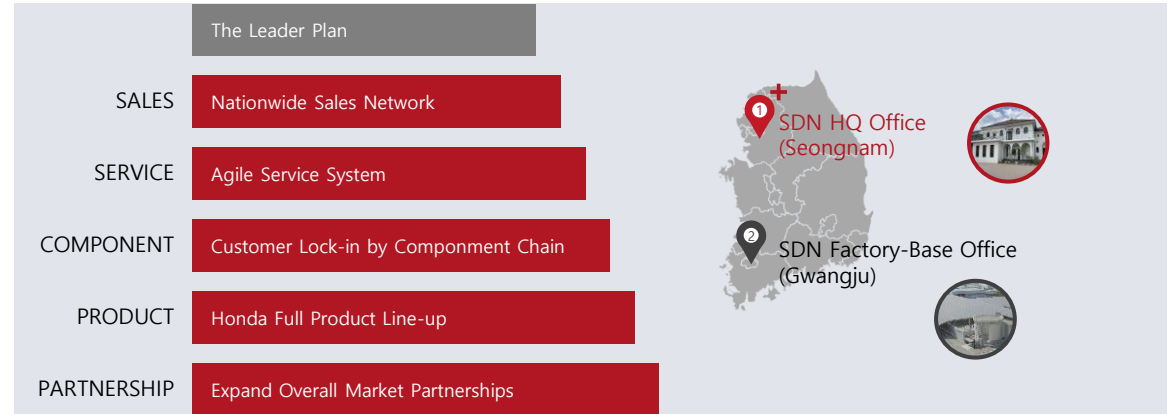 The Leader Plan
SALES
Nationwide Sales Network
SERVICE
Agile Service System
COMPONENT
Customer Lock-in by Componment Chain
PRODUCT
Honda Full Product Line-up
PARTNERSHIP
Expand Overall Market Partnerships
1
SDN HQ Office
(Seongnam)
2
SDN Factory-Base Office
(Gwangju)